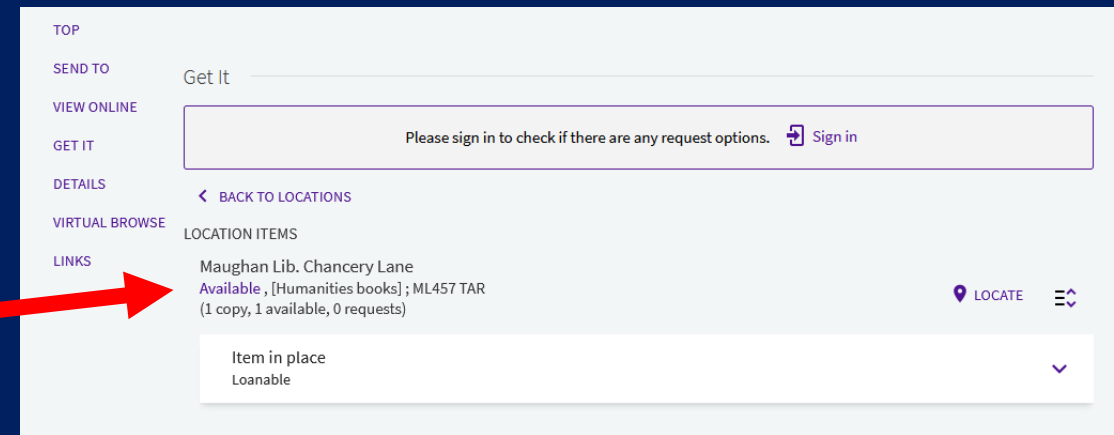 TOP
SEND TO
VIEW ONLINE
GET IT
DETAILS
VIRTUAL BROWSE
LINKS
Get It
Please sign in to check if there are any request options. Sign in
BACK TO LOCATIONS
LOCATION ITEMS
Maughan Lib. Chancery Lane
Available , [Humanities books] ; ML457 TAR
(1 copy, 1 available, 0 requests)
LOCATE
Item in place
Loanable